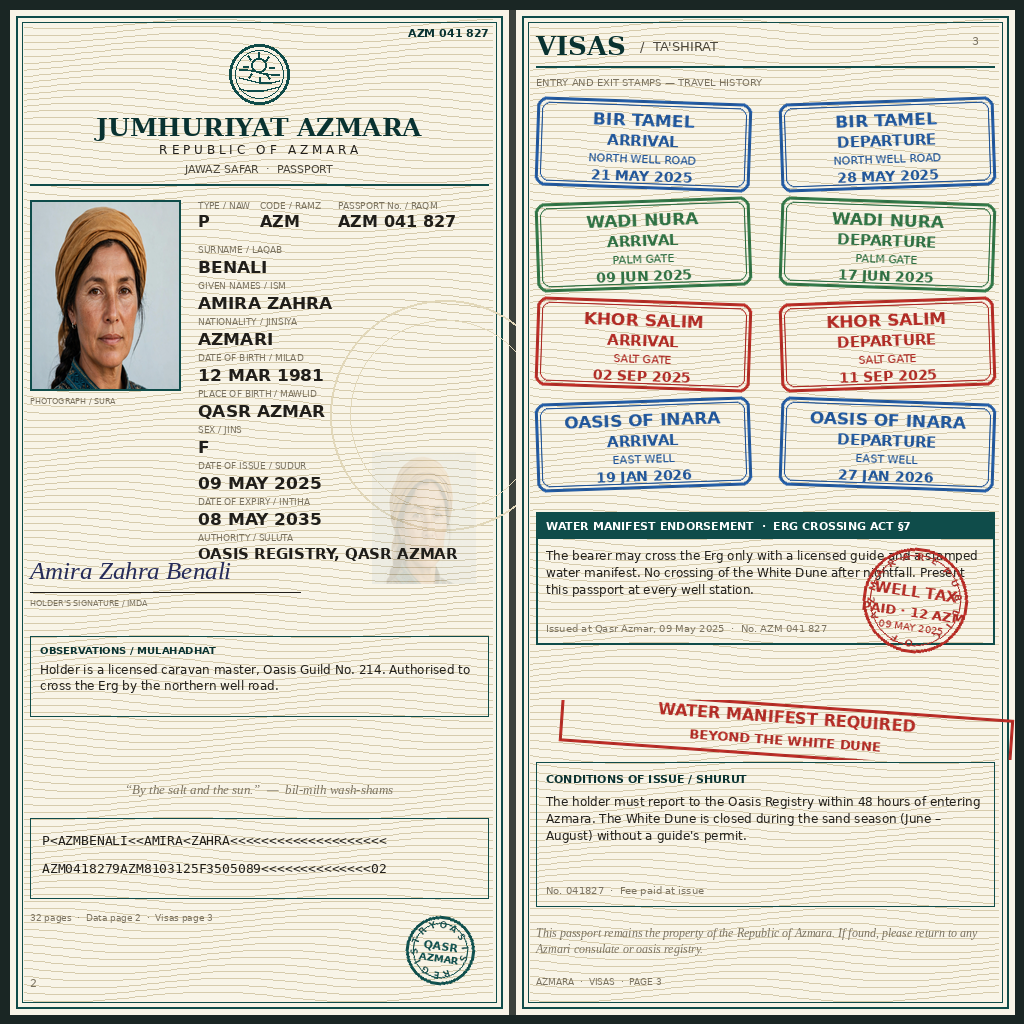 AZM 041 827
JUMHURIYAT AZMARA
REPUBLIC OF AZMARA
JAWAZ SAFAR · PASSPORT
TYPE / NAW CODE / RAMZ PASSPORT No. / RAQM
P AZM AZM 041 827
SURNAME / LAQAB
BENALI
GIVEN NAMES / ISM
AMIRA ZAHRA
NATIONALITY / JINSIYA
AZMARI
DATE OF BIRTH / MILAD
12 MAR 1981
PLACE OF BIRTH / MAWLID
QASR AZMAR
SEX / JINS
F
DATE OF ISSUE / SUDUR
09 MAY 2025
DATE OF EXPIRY / INTIHA
08 MAY 2035
AUTHORITY / SULUTA
OASIS REGISTRY, QASR AZMAR
PHOTOGRAPH / SURA
Amira Zahra Benali
HOLDER'S SIGNATURE / IMDA
OBSERVATIONS / MULAHADHAT
Holder is a licensed caravan master, Oasis Guild No. 214. Authorised to
cross the Erg by the northern well road.
“By the salt and the sun.” — bil-milh wash-shams
P<AZMBENALI<<AMIRA<ZAHRA<<<<<<<<<<<<<<<<<<<<
AZM0418279AZM8103125F3505089<<<<<<<<<<<<<<02
32 pages · Data page 2 · Visas page 3
OASIS REGISTRY
QASR
AZMAR
2
VISAS / TA'SHIRAT
3
ENTRY AND EXIT STAMPS — TRAVEL HISTORY
BIR TAMEL
ARRIVAL
NORTH WELL ROAD
21 MAY 2025
BIR TAMEL
DEPARTURE
NORTH WELL ROAD
28 MAY 2025
WADI NURA
ARRIVAL
PALM GATE
09 JUN 2025
WADI NURA
DEPARTURE
PALM GATE
17 JUN 2025
KHOR SALIM
ARRIVAL
SALT GATE
02 SEP 2025
KHOR SALIM
DEPARTURE
SALT GATE
11 SEP 2025
OASIS OF INARA
ARRIVAL
EAST WELL
19 JAN 2026
OASIS OF INARA
DEPARTURE
EAST WELL
27 JAN 2026
WATER MANIFEST ENDORSEMENT · ERG CROSSING ACT §7
The bearer may cross the Erg only with a licensed guide and a stamped
water manifest. No crossing of the White Dune after nightfall. Present
this passport at every well station.
Issued at Qasr Azmar, 09 May 2025 · No. AZM 041 827
WELL TAX
PAID · 12 AZM
09 MAY 2025
WATER MANIFEST REQUIRED
BEYOND THE WHITE DUNE
CONDITIONS OF ISSUE / SHURUT
The holder must report to the Oasis Registry within 48 hours of entering
Azmara. The White Dune is closed during the sand season (June –
August) without a guide's permit.
No. 041827 · Fee paid at issue
This passport remains the property of the Republic of Azmara. If found, please return to any
Azmari consulate or oasis registry.
AZMARA · VISAS · PAGE 3